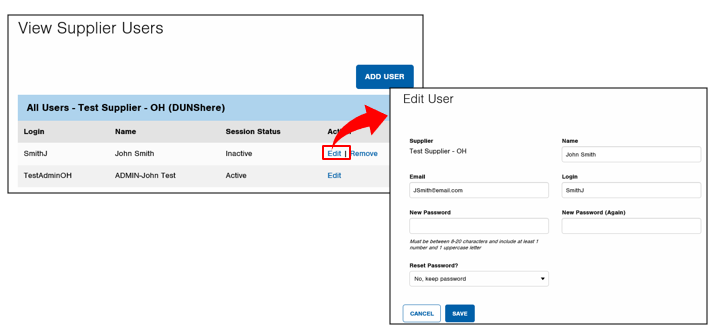 View Supplier Users
ADD USER
All Users - Test Supplier - OH (DUNShere)
Login Name Session Status
SmithJ John Smith Inactive Edit | Remove
TestAdminOH ADMIN-John Test Active Edit
Edit User
Supplier Name
Test Supplier - OH John Smith
Email Login
JSmith@email.com SmithJ
New Password New Password (Again)
Must be between 8-20 characters and include at least 1
number and 1 uppercase letter
Reset Password?
No, keep password
CANCEL SAVE